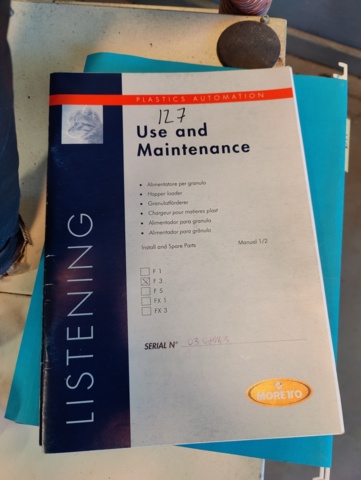 PLASTICS AUTOMATION
127
Use and
Maintenance
• Alimentatore per granulo
• Hopper loader
• Granulatförderer
• Chargeur pour matieres plast
• Alimentador para granulo
• Alimentador para grânulo
Install and Spare Parts Manual 1/2
F 1
F 3
F 5
FX 1
FX 3
SERIAL N°
MORETTO
LISTENING